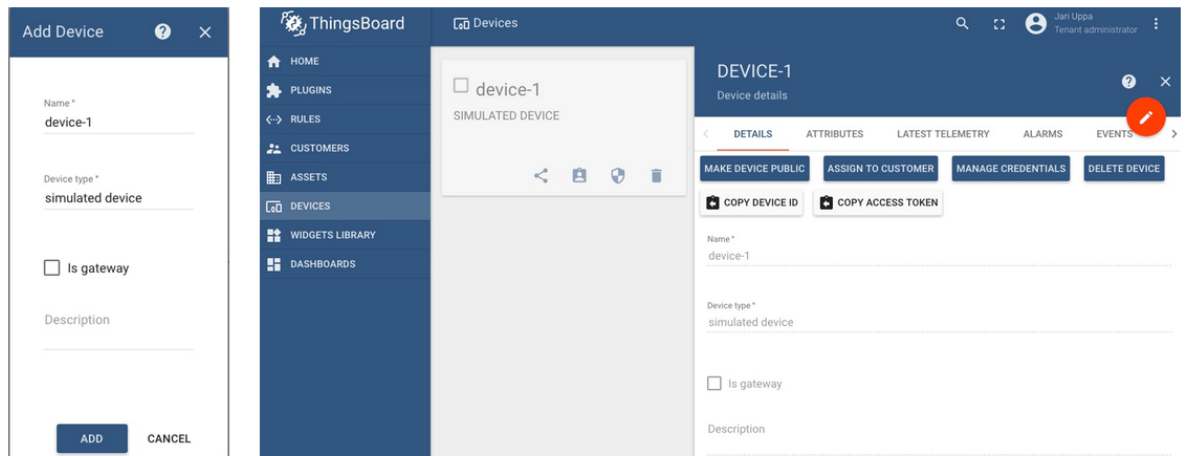 Add Device
Name *
device-1
Device type *
simulated device
Is gateway
Description
ADD CANCEL
ThingsBoard
Devices
Jari Uppa
Tenant administrator
HOME
PLUGINS
RULES
CUSTOMERS
ASSETS
DEVICES
WIDGETS LIBRARY
DASHBOARDS
device-1
SIMULATED DEVICE
DEVICE-1
Device details
DETAILS ATTRIBUTES LATEST TELEMETRY ALARMS EVENTS
MAKE DEVICE PUBLIC ASSIGN TO CUSTOMER MANAGE CREDENTIALS DELETE DEVICE
COPY DEVICE ID COPY ACCESS TOKEN
Name *
device-1
Device type *
simulated device
Is gateway
Description